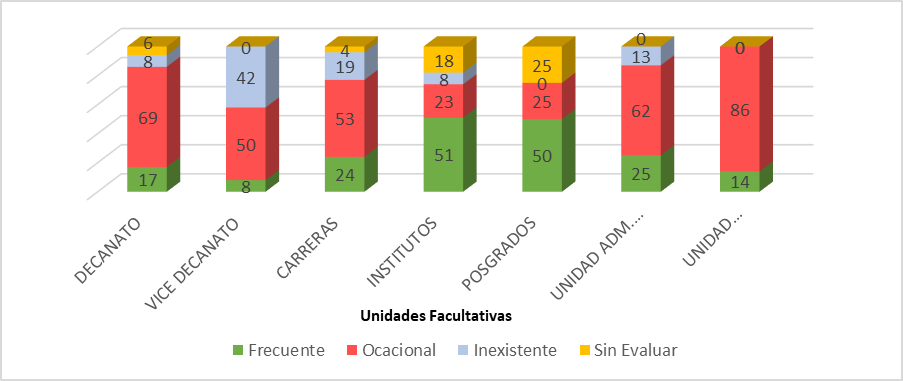 6 0 4 18 25 0 0
8 42 19 8 0 13
69 50 53 23 25 62 86
17 8 24 51 50 25 14
DECANATO
VICE DECANATO
CARRERAS
INSTITUTOS
POSGRADOS
UNIDAD ADM....
UNIDAD...
Unidades Facultativas
Frecuente Ocacional Inexistente Sin Evaluar